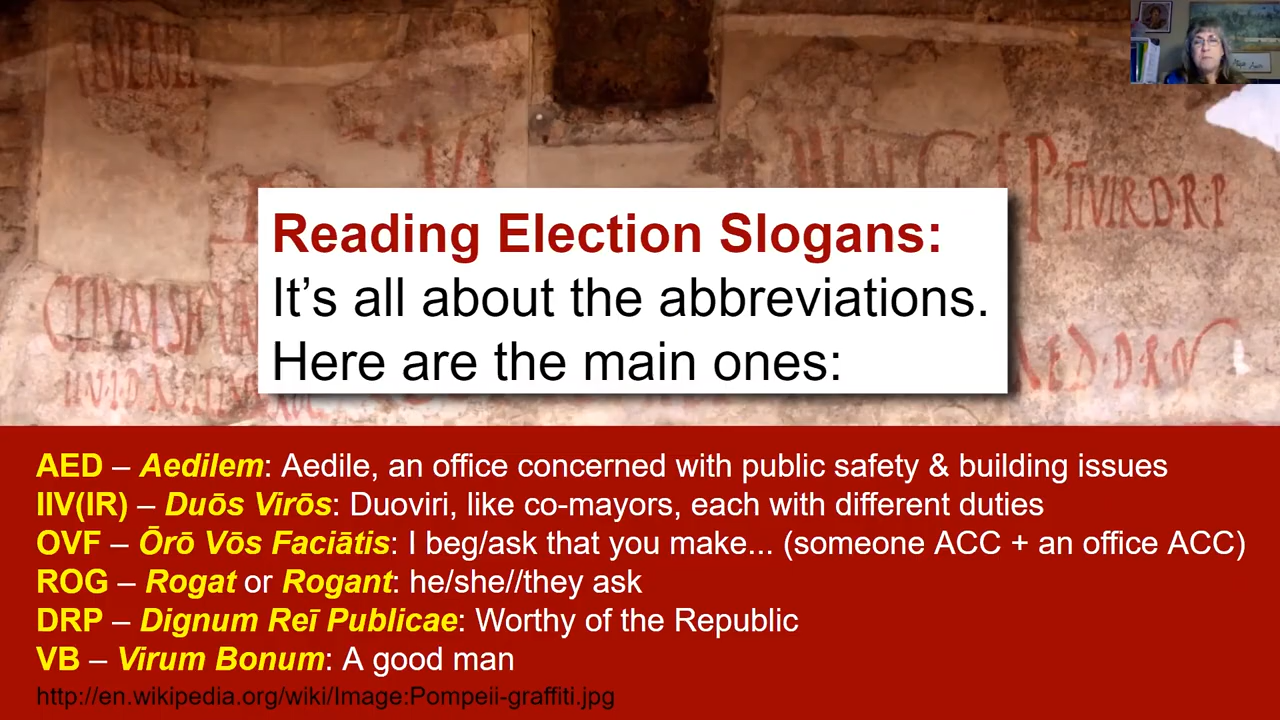 IIVIR.D.R.P
AED.D.R.
Reading Election Slogans:
It's all about the abbreviations.
Here are the main ones:
AED – Aedilem: Aedile, an office concerned with public safety & building issues
IIV(IR) – Duōs Virōs: Duoviri, like co-mayors, each with different duties
OVF – Ōrō Vōs Faciātis: I beg/ask that you make... (someone ACC + an office ACC)
ROG – Rogat or Rogant: he/she//they ask
DRP – Dignum Reī Publicae: Worthy of the Republic
VB – Virum Bonum: A good man
http://en.wikipedia.org/wiki/Image:Pompeii-graffiti.jpg